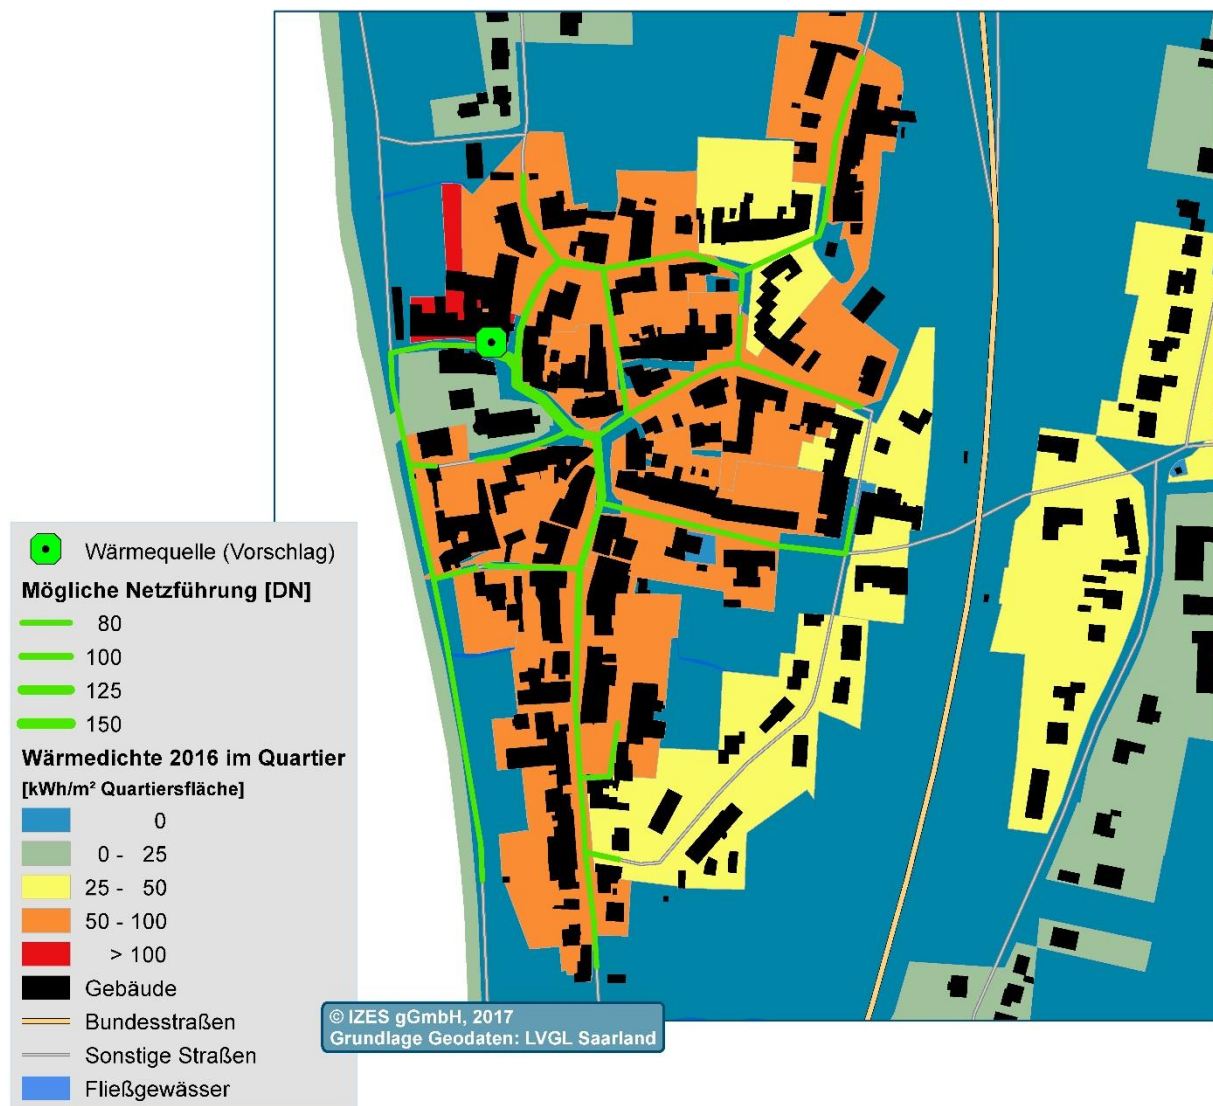 Wärmequelle (Vorschlag)
Mögliche Netzführung [DN]
80
100
125
150
Wärmedichte 2016 im Quartier
[kWh/m² Quartiersfläche]
0
0 - 25
25 - 50
50 - 100
> 100
Gebäude
Bundesstraßen
Sonstige Straßen
Fließgewässer
© IZES gGmbH, 2017
Grundlage Geodaten: LVGL Saarland